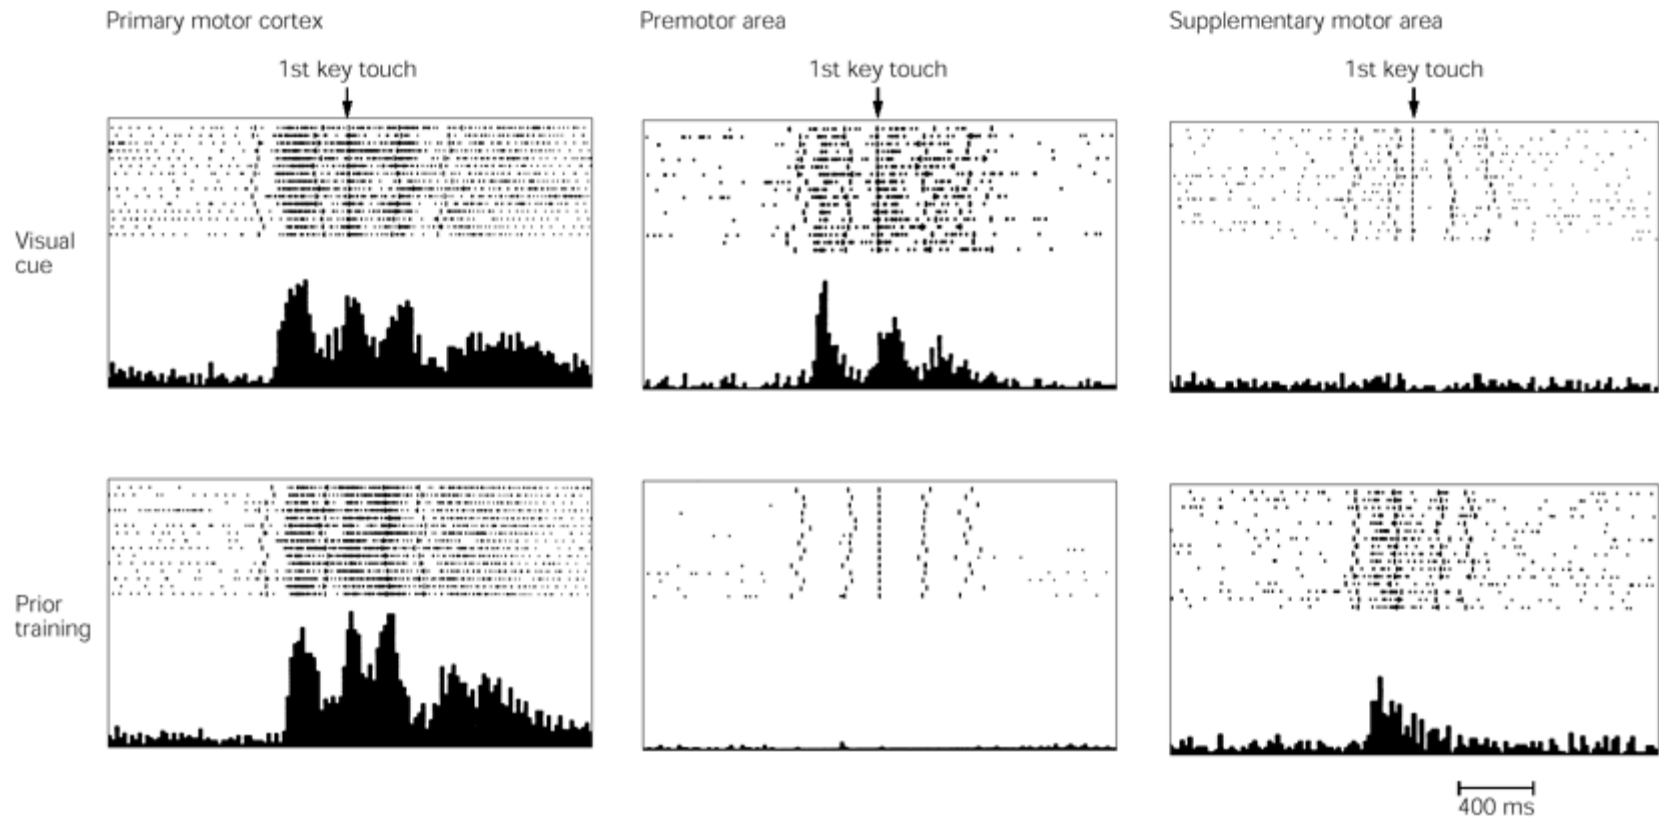 Primary motor cortex
Premotor area
Supplementary motor area
1st key touch
1st key touch
1st key touch
Visual
cue
Prior
training
400 ms